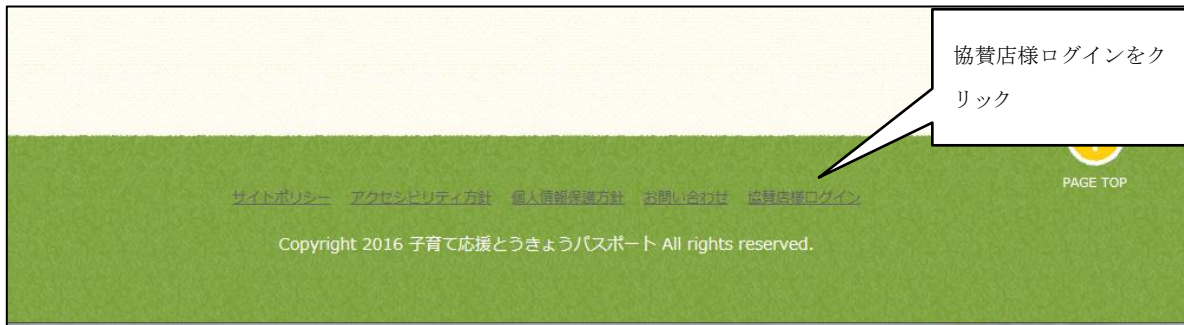 協賛店様ログインをク
リック
PAGE TOP
サイトポリシー アクセシビリティ方針 個人情報保護方針 お問い合わせ 協賛店様ログイン
Copyright 2016 子育て応援とうきょうパスポート All rights reserved.